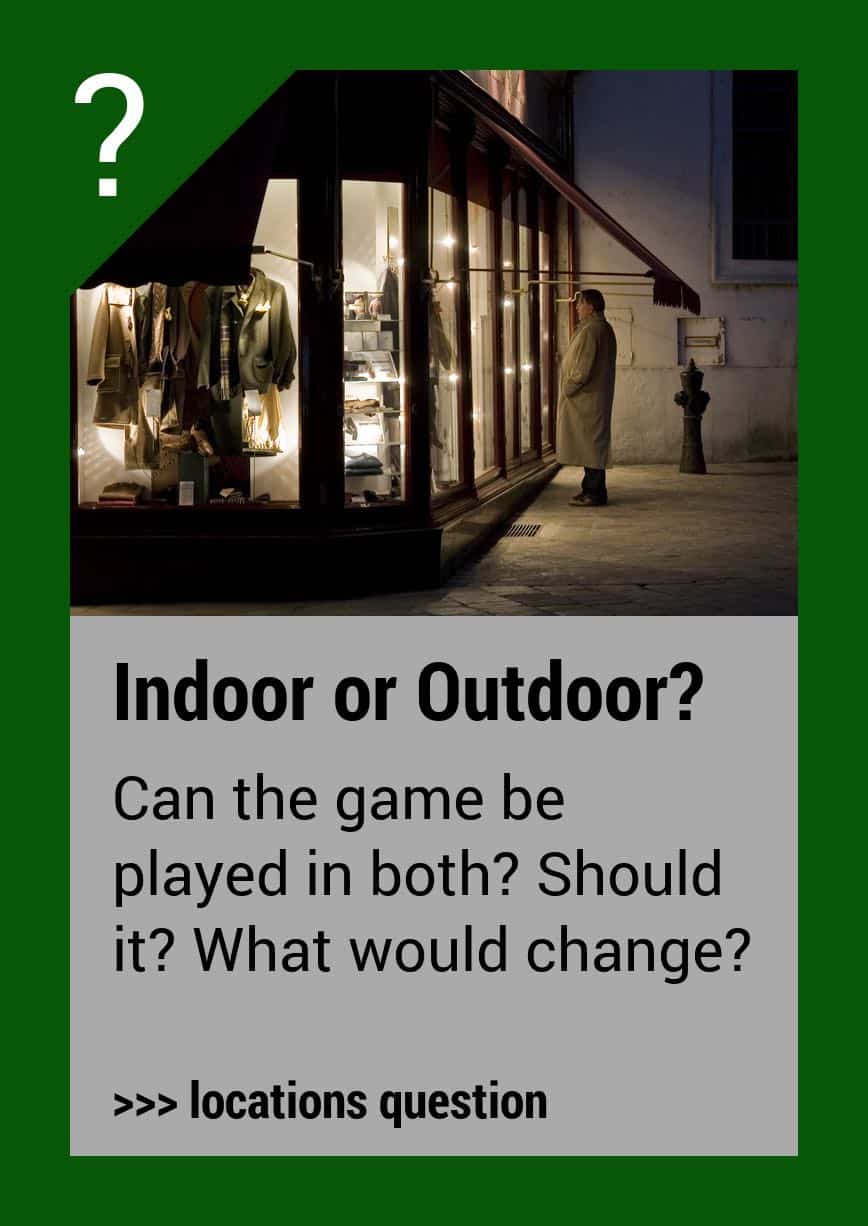 ?
Indoor or Outdoor?
Can the game be
played in both? Should
it? What would change?
>>> locations question